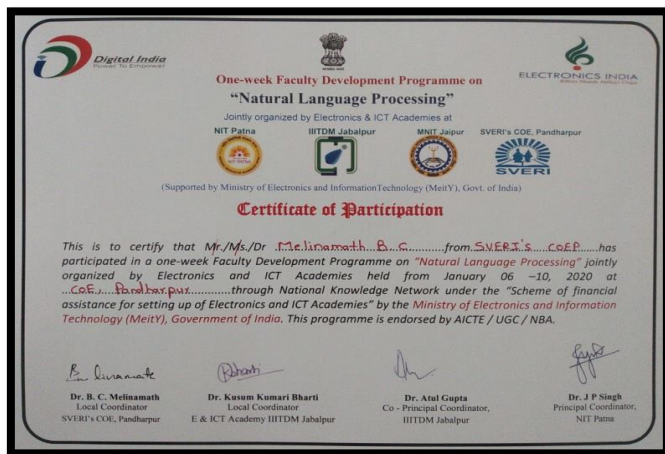 Digital India
Power To Empower
ELECTRONICS INDIA
One-week Faculty Development Programme on
“Natural Language Processing”
Jointly organized by Electronics & ICT Academies at
NIT Patna IIITDM Jabalpur MNIT Jaipur SVERI's COE, Pandharpur
SVERI
(Supported by Ministry of Electronics and InformationTechnology (MeitY), Govt. of India)
Certificate of Participation
This is to certify that Mr./Ms./Dr Melinamath B. C. from SVERI's COEP has
participated in a one-week Faculty Development Programme on "Natural Language Processing" jointly
organized by Electronics and ICT Academies held from January 06 –10, 2020 at
COE, Pandharpur through National Knowledge Network under the "Scheme of financial
assistance for setting up of Electronics and ICT Academies" by the Ministry of Electronics and Information
Technology (MeitY), Government of India. This programme is endorsed by AICTE / UGC / NBA.
Dr. B. C. Melinamath Dr. Kusum Kumari Bharti Dr. Atul Gupta Dr. J P Singh
Local Coordinator Local Coordinator Co - Principal Coordinator, Principal Coordinator,
SVERI's COE, Pandharpur E & ICT Academy IIITDM Jabalpur IIITDM Jabalpur NIT Patna